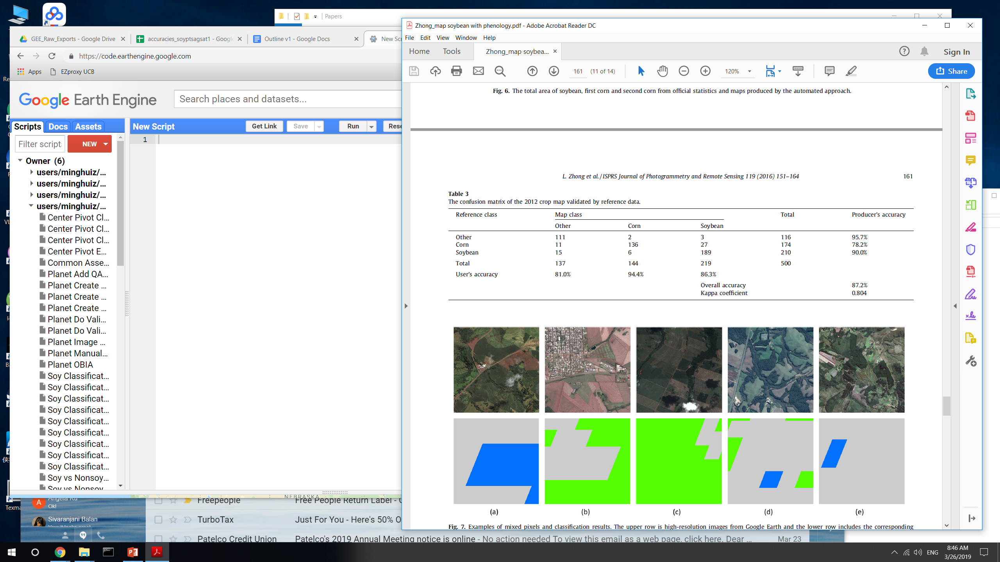 Papers
GEE_Raw_Exports - Google Drive
accuracies_soyptsagsat1 - Googl
Outline v1 - Google Docs
New Scr
https://code.earthengine.google.com
Apps
EZproxy UCB
Google Earth Engine
Search places and datasets...
Scripts
Docs
Assets
New Script
Get Link
Save
Run
Rese
Filter script
NEW
1
Owner (6)
users/minghuiz/...
users/minghuiz/...
users/minghuiz/...
users/minghuiz/...
Center Pivot Cl...
Center Pivot Cl...
Center Pivot Cl...
Center Pivot E...
Common Asse...
Planet Add QA...
Planet Create ...
Planet Create ...
Planet Create ...
Planet Do Vali...
Planet Do Vali...
Planet Image ...
Planet Manual...
Planet OBIA
Soy Classificat...
Soy Classificat...
Soy Classificat...
Soy Classificat...
Soy Classificat...
Soy Classificat...
Soy Classificat...
Soy Classificat...
Soy Classificat...
Soy vs Nonsoy...
Soy vs Nonsoy
NEBRASKA
Zhong_map soybean with phenology.pdf - Adobe Acrobat Reader DC
File Edit View Window Help
Home Tools Zhong_map soybea... Sign In
161 (11 of 14) 120% Share
Fig. 6. The total area of soybean, first corn and second corn from official statistics and maps produced by the automated approach.
L. Zhong et al. / ISPRS Journal of Photogrammetry and Remote Sensing 119 (2016) 151–164 161
Table 3
The confusion matrix of the 2012 crop map validated by reference data.
Reference class Map class Total Producer's accuracy
Other Corn Soybean
Other 111 2 3 116 95.7%
Corn 11 136 27 174 78.2%
Soybean 15 6 189 210 90.0%
Total 137 144 219 500
User's accuracy 81.0% 94.4% 86.3%
Overall accuracy 87.2%
Kappa coefficient 0.804
(a) (b) (c) (d) (e)
Fig. 7. Examples of mixed pixels and classification results. The upper row is high-resolution images from Google Earth and the lower row includes the corresponding
A
Angela Ku
Ok!
Sivaranjani Balan
Freepeople Free People Return Label -
TurboTax Just For You - Here's 50% O
Patelco Credit Union Patelco's 2019 Annual Meeting notice is online - No action needed To view this email as a web page, click here. Dear ... Mar 23
Texma
ENG
8:46 AM
3/26/2019